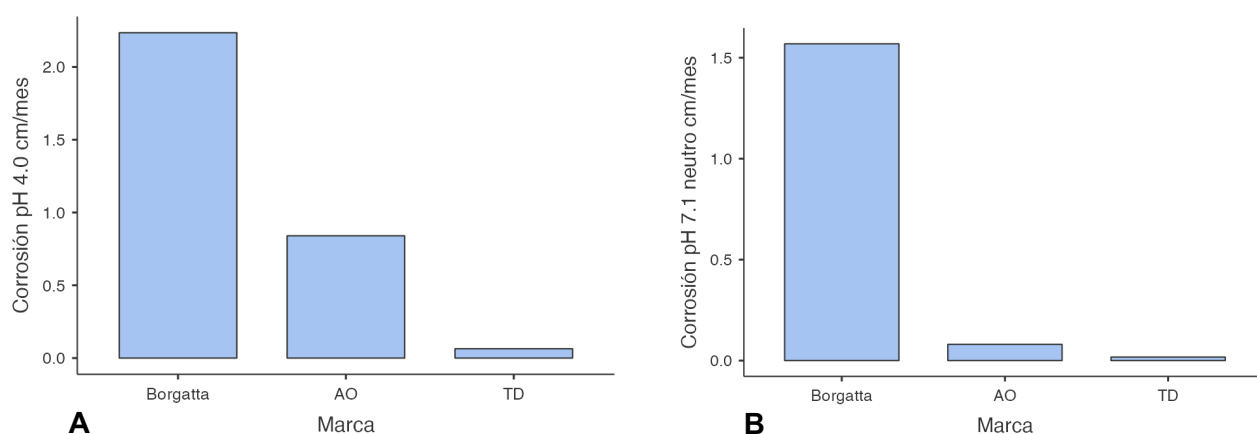 Corrosión pH 4.0 cm/mes
2.0
1.5
1.0
0.5
0.0
Borgatta AO TD
Marca
A
Corrosión pH 7.1 neutro cm/mes
1.5
1.0
0.5
0.0
Borgatta AO TD
Marca
B